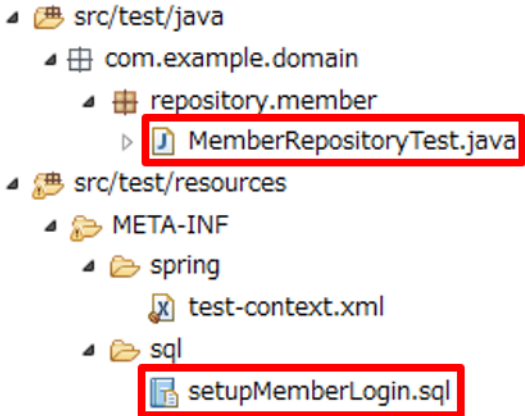 src/test/java
com.example.domain
repository.member
MemberRepositoryTest.java
src/test/resources
META-INF
spring
test-context.xml
sql
setupMemberLogin.sql